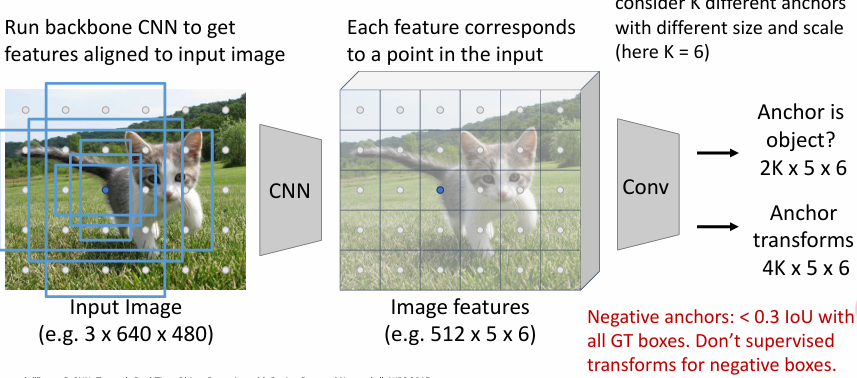 consider K different anchors
with different size and scale
(here K = 6)
Run backbone CNN to get
features aligned to input image
Each feature corresponds
to a point in the input
CNN
Conv
Anchor is
object?
2K x 5 x 6
Anchor
transforms
4K x 5 x 6
Input Image
(e.g. 3 x 640 x 480)
Image features
(e.g. 512 x 5 x 6)
Negative anchors: < 0.3 IoU with
all GT boxes. Don’t supervised
transforms for negative boxes.